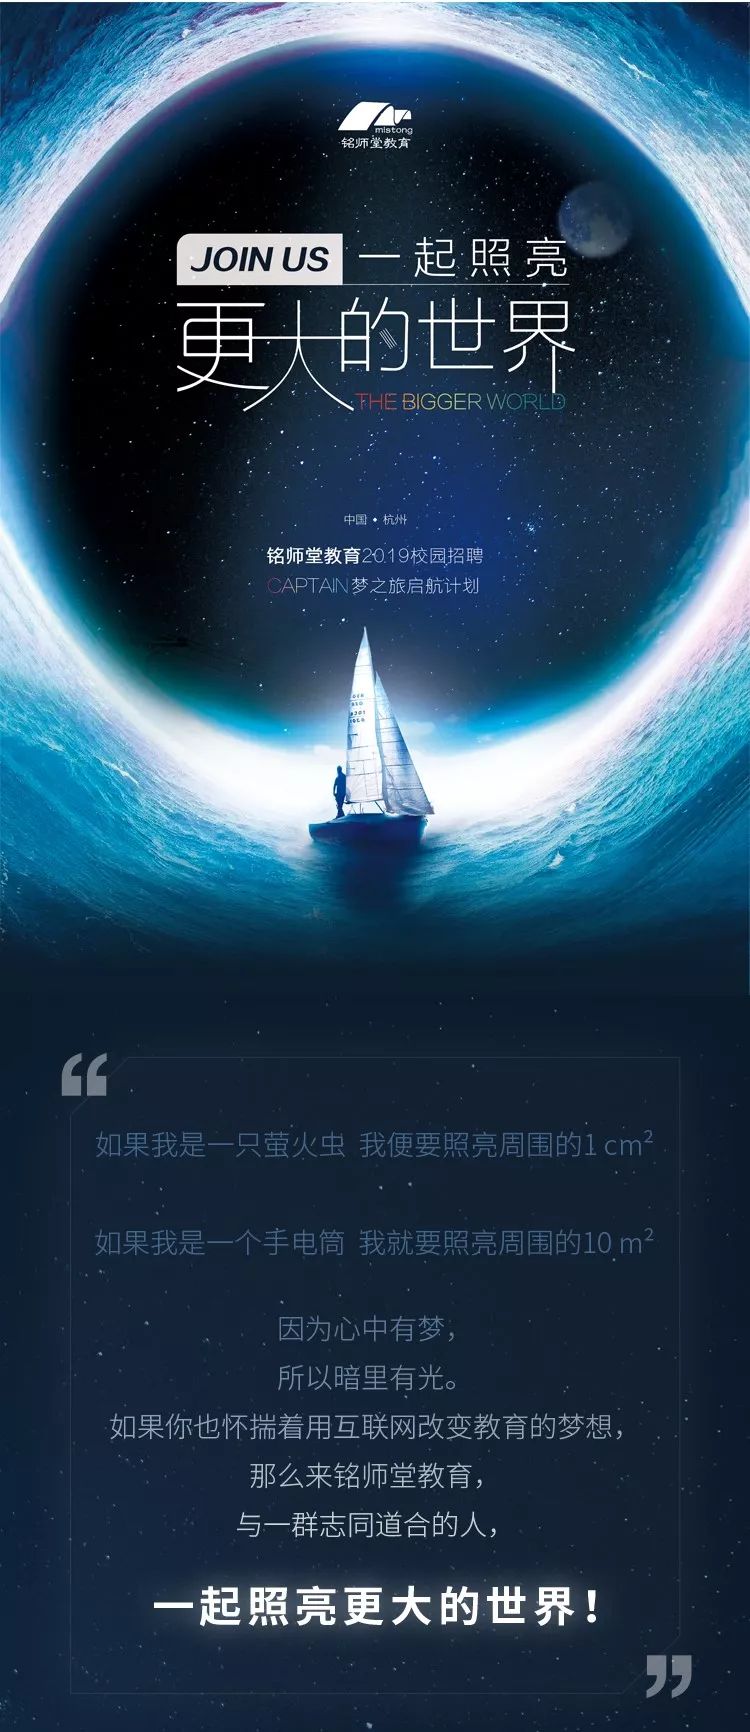 mistong
铭师堂教育
JOIN US 一起照亮
更大的世界
THE BIGGER WORLD
中国·杭州
铭师堂教育2019校园招聘
CAPTAIN梦之旅启航计划
“
如果我是一只萤火虫 我便要照亮周围的1 cm²
如果我是一个手电筒 我就要照亮周围的10 m²
因为心中有梦，
所以暗里有光。
如果你也怀揣着用互联网改变教育的梦想，
那么来铭师堂教育，
与一群志同道合的人，
一起照亮更大的世界！
”